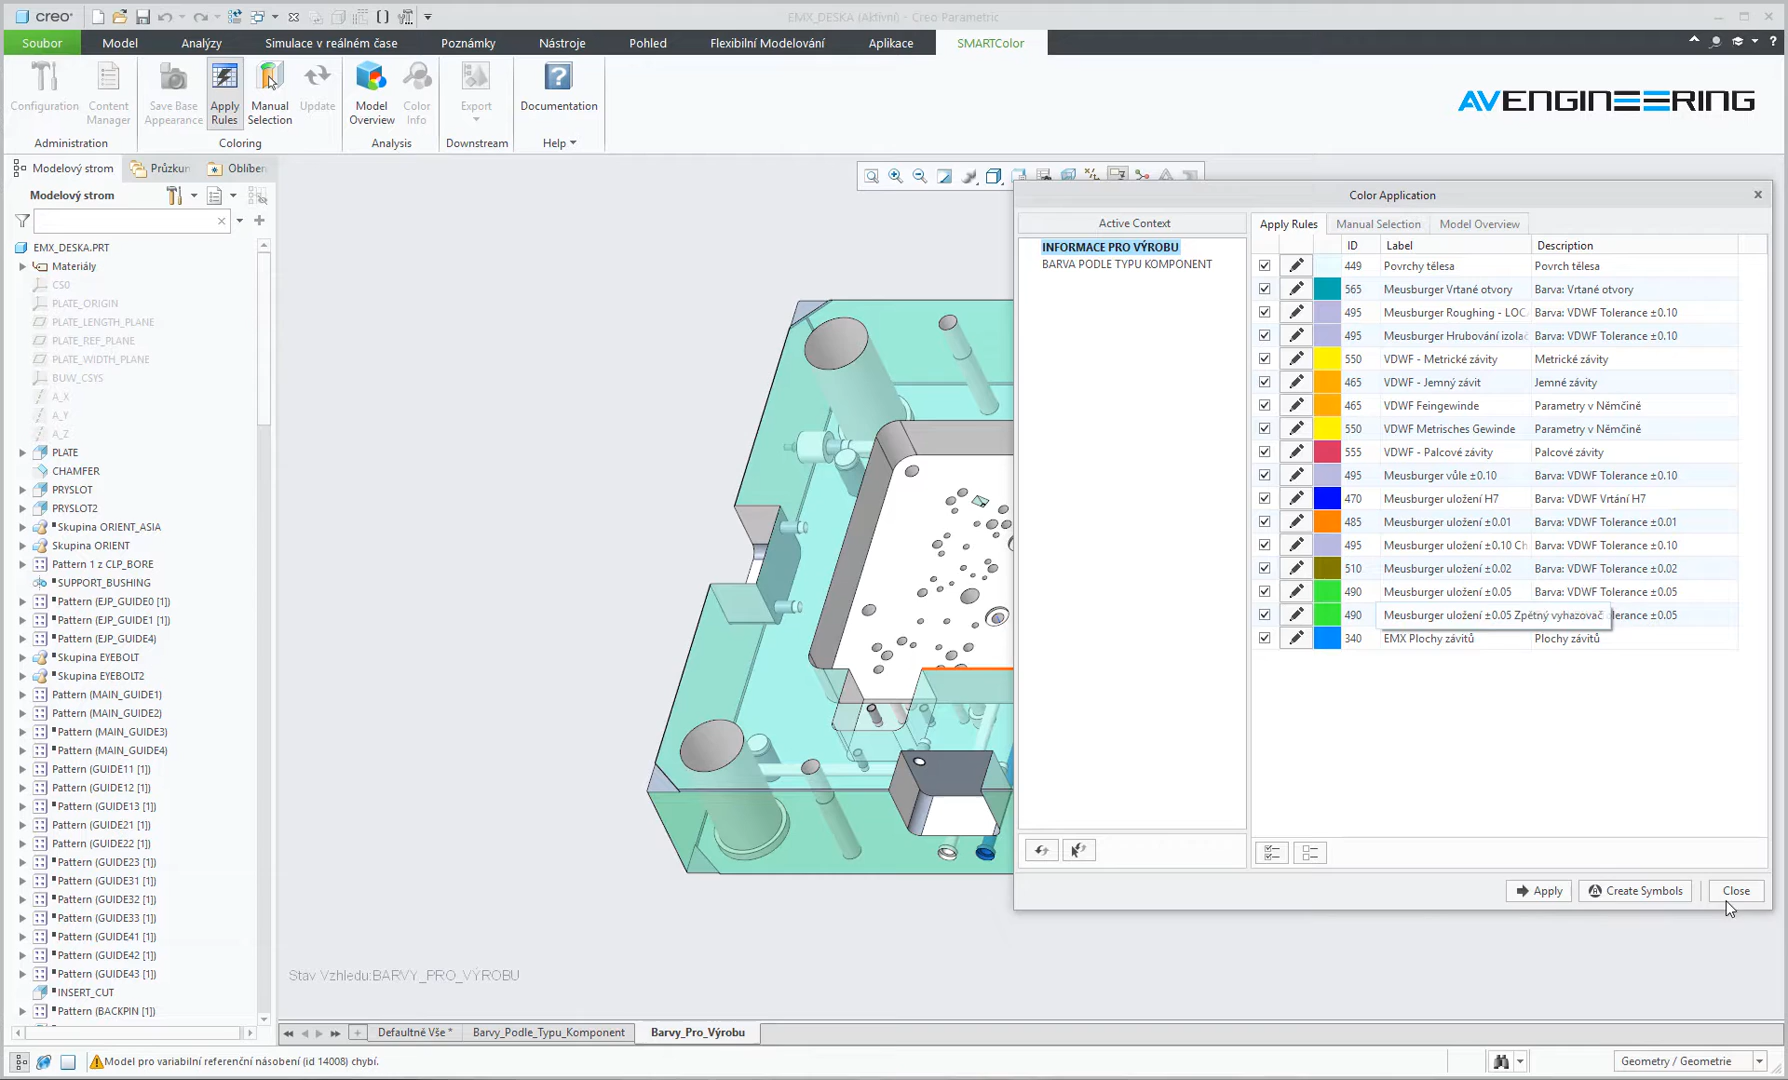 creo
EMX_DESKA (Aktivní) - Creo Parametric
Soubor Model Analýzy Simulace v reálném čase Poznámky Nástroje Pohled Flexibilní Modelování Aplikace SMARTColor
Configuration Content Manager Save Base Appearance Apply Rules Manual Selection Update Model Overview Color Info Export Documentation
Administration Coloring Analysis Downstream Help
AVENGINEERING
Modelový strom Průzkun Oblíben
Modelový strom
EMX_DESKA.PRT
Materiály
CS0
PLATE_ORIGIN
PLATE_LENGTH_PLANE
PLATE_REF_PLANE
PLATE_WIDTH_PLANE
BUW_CSYS
A_X
A_Y
A_Z
PLATE
CHAMFER
PRYSLOT
PRYSLOT2
Skupina ORIENT_ASIA
Skupina ORIENT
Pattern 1 z CLP_BORE
SUPPORT_BUSHING
Pattern (EJP_GUIDE0 [1])
Pattern (EJP_GUIDE1 [1])
Pattern (EJP_GUIDE4)
Skupina EYEBOLT
Skupina EYEBOLT2
Pattern (MAIN_GUIDE1)
Pattern (MAIN_GUIDE2)
Pattern (MAIN_GUIDE3)
Pattern (MAIN_GUIDE4)
Pattern (GUIDE11 [1])
Pattern (GUIDE12 [1])
Pattern (GUIDE13 [1])
Pattern (GUIDE21 [1])
Pattern (GUIDE22 [1])
Pattern (GUIDE23 [1])
Pattern (GUIDE31 [1])
Pattern (GUIDE32 [1])
Pattern (GUIDE33 [1])
Pattern (GUIDE41 [1])
Pattern (GUIDE42 [1])
Pattern (GUIDE43 [1])
INSERT_CUT
Pattern (BACKPIN [1])
Color Application
Active Context
INFORMACE PRO VÝROBU
BARVA PODLE TYPU KOMPONENT
Apply Rules Manual Selection Model Overview
ID Label Description
449 Povrchy tělesa Povrch tělesa
565 Meusburger Vrtané otvory Barva: Vrtané otvory
495 Meusburger Roughing - LOC Barva: VDWF Tolerance ±0.10
495 Meusburger Hrubování izolač Barva: VDWF Tolerance ±0.10
550 VDWF - Metrické závity Metrické závity
465 VDWF - Jemný závit Jemné závity
465 VDWF Feingewinde Parametry v Němčině
550 VDWF Metrisches Gewinde Parametry v Němčině
555 VDWF - Palcové závity Palcové závity
495 Meusburger vůle ±0.10 Barva: VDWF Tolerance ±0.10
470 Meusburger uložení H7 Barva: VDWF Vrtání H7
485 Meusburger uložení ±0.01 Barva: VDWF Tolerance ±0.01
495 Meusburger uložení ±0.10 Ch Barva: VDWF Tolerance ±0.10
510 Meusburger uložení ±0.02 Barva: VDWF Tolerance ±0.02
490 Meusburger uložení ±0.05 Barva: VDWF Tolerance ±0.05
490 Meusburger uložení ±0.05 Zpětný vyhazovač lerance ±0.05
340 EMX Plochy závitů Plochy závitů
Apply Create Symbols Close
Stav Vzhledu:BARVY_PRO_VÝROBU
Defaultně Vše * Barvy_Podle_Typu_Komponent Barvy_Pro_Výrobu
Model pro variabilní referenční násobení (id 14008) chybí.
Geometry / Geometrie